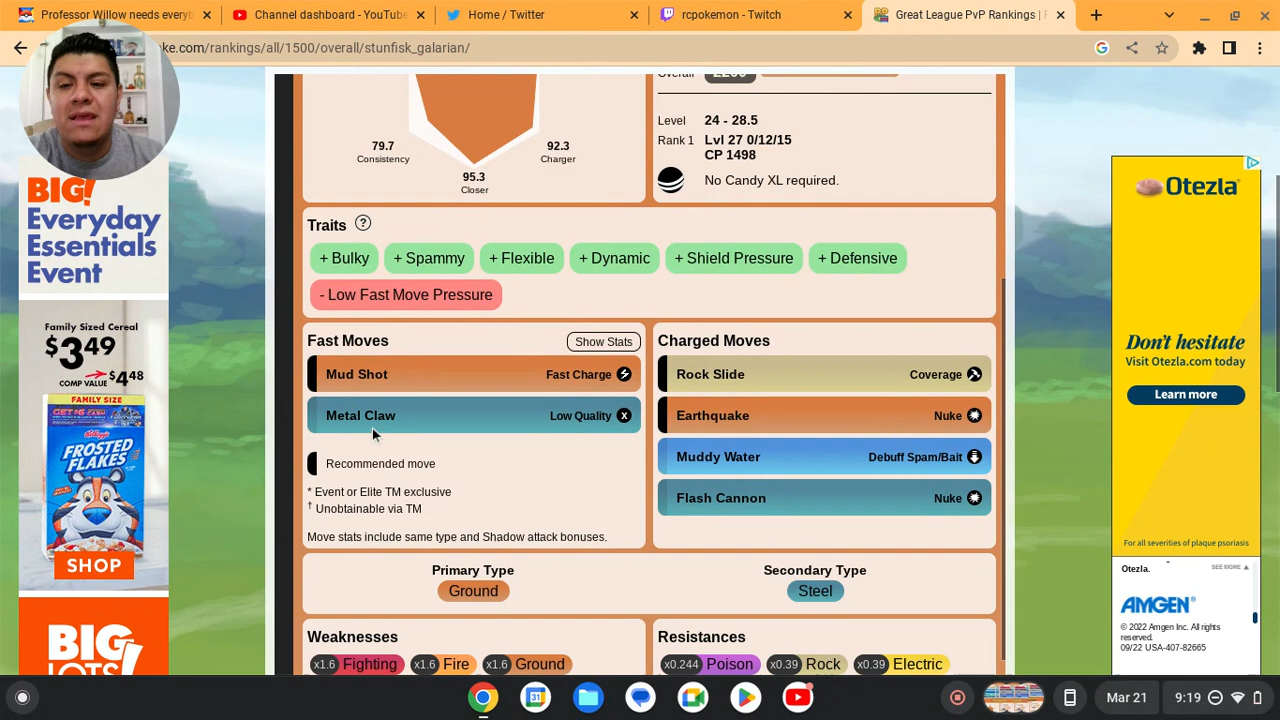 Professor Willow needs everyb
Channel dashboard - YouTube
Home / Twitter
rcpokemon - Twitch
Great League PvP Rankings | P
ke.com/rankings/all/1500/overall/stunfisk_galarian/
79.7
Consistency
92.3
Charger
95.3
Closer
Level
24 - 28.5
Rank 1
Lvl 27 0/12/15
CP 1498
No Candy XL required.
Traits ?
+ Bulky
+ Spammy
+ Flexible
+ Dynamic
+ Shield Pressure
+ Defensive
- Low Fast Move Pressure
Fast Moves
Show Stats
Mud Shot
Fast Charge
Metal Claw
Low Quality X
Recommended move
* Event or Elite TM exclusive
† Unobtainable via TM
Move stats include same type and Shadow attack bonuses.
Charged Moves
Rock Slide
Coverage
Earthquake
Nuke
Muddy Water
Debuff Spam/Bait
Flash Cannon
Nuke
Primary Type
Ground
Secondary Type
Steel
Weaknesses
x1.6 Fighting
x1.6 Fire
x1.6 Ground
Resistances
x0.244 Poison
x0.39 Rock
x0.39 Electric
BIG!
Everyday
Essentials
Event
Family Sized Cereal
$3.49
COMP VALUE
$4.48
FAMILY SIZE
Kellogg's
FROSTED
FLAKES
SHOP
BIG
LOTS!
Otezla
Don't hesitate
Visit Otezla.com today
Learn more
For all severities of plaque psoriasis
Otezla.
SEE MORE
AMGEN
© 2022 Amgen Inc. All rights
reserved.
09/22 USA-407-82665
31
Mar 21
9:19